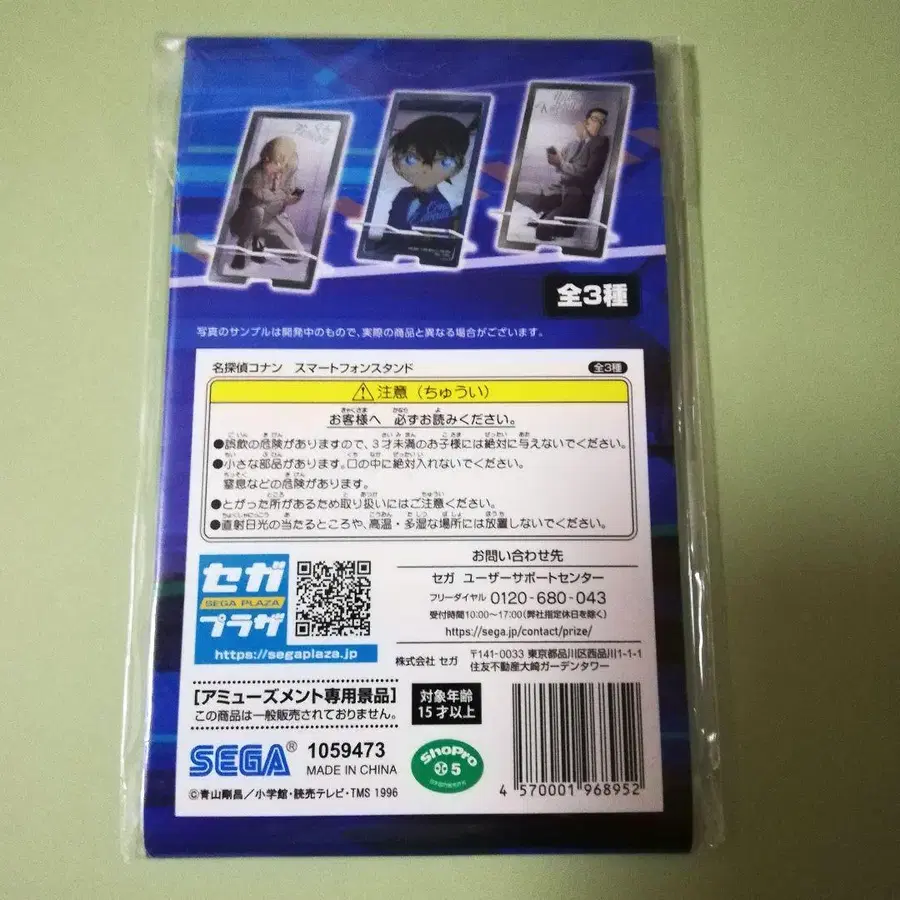 全3種
写真のサンプルは開発中のもので、実際の商品と異なる場合がございます。
名探偵コナン スマートフォンスタンド 全3種
注意(ちゅうい)
お客様へ 必ずお読みください。
●誤飲の危険がありますので、3才未満のお子様には絶対に与えないでください。
●小さな部品があります。口の中に絶対入れないでください。
窒息などの危険があります。
●とがった所があるため取り扱いにはご注意ください。
●直射日光の当たるところや、高温・多湿な場所には放置しないでください。
セガ
SEGA PLAZA
プラザ
https://segaplaza.jp
お問い合わせ先
セガ ユーザーサポートセンター
フリーダイヤル 0120-680-043
受付時間10:00~17:00(弊社指定休日を除く)
https://sega.jp/contact/prize/
株式会社 セガ 〒141-0033 東京都品川区西品川1-1-1
住友不動産大崎ガーデンタワー
[アミューズメント専用景品]
この商品は一般販売されておりません。
対象年齢
15才以上
SEGA® 1059473
MADE IN CHINA
©青山剛昌/小学館・読売テレビ・TMS 1996
ShoPro
5
4 570001 968952